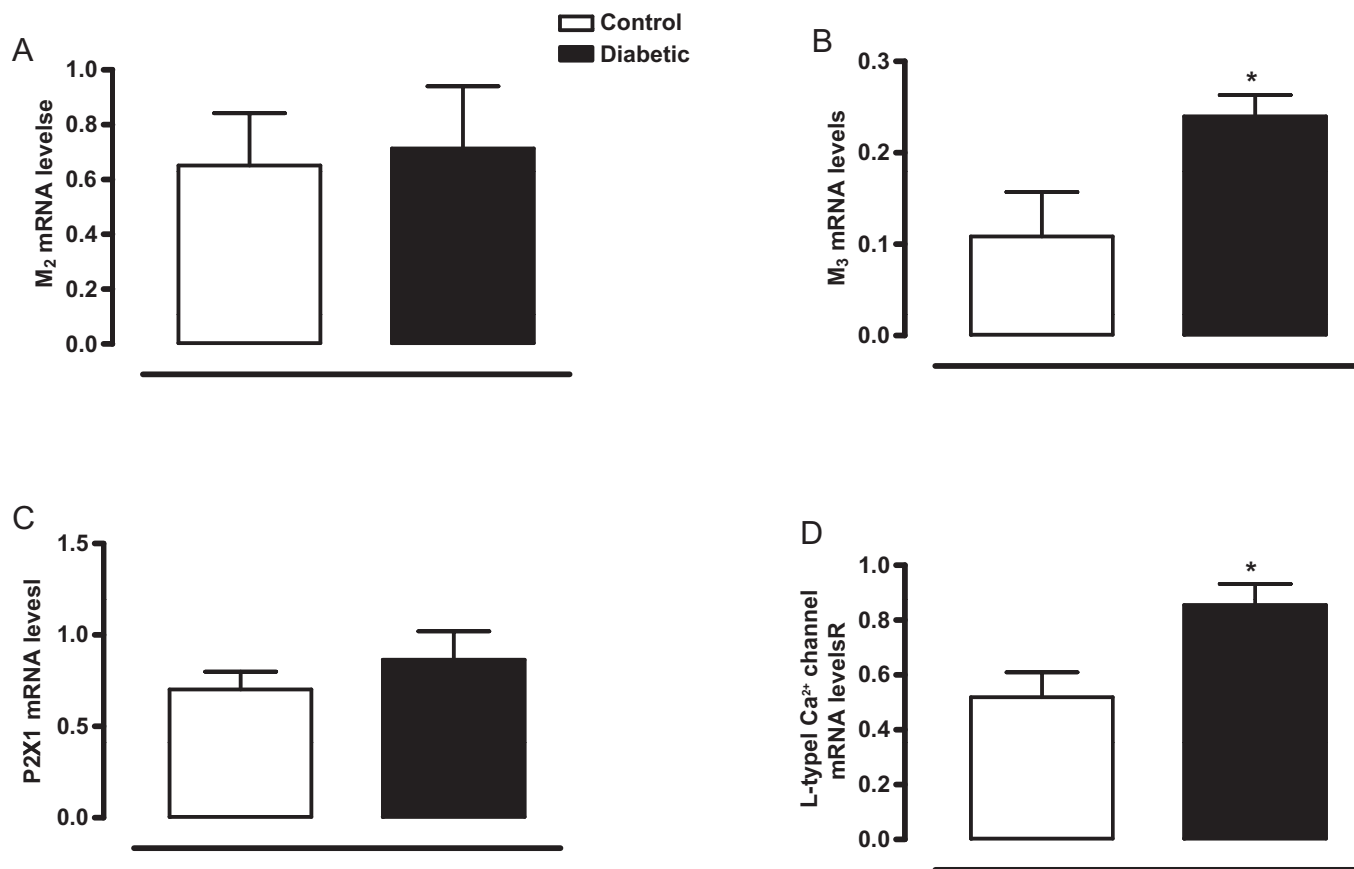 Control
Diabetic
A
1.0
0.8
0.6
0.4
0.2
0.0
M₂ mRNA levelse
B
*
0.3
0.2
0.1
0.0
M₃ mRNA levels
C
1.5
1.0
0.5
0.0
P2X1 mRNA levesl
D
*
1.0
0.8
0.6
0.4
0.2
0.0
L-typel Ca²⁺ channel
mRNA levelsR